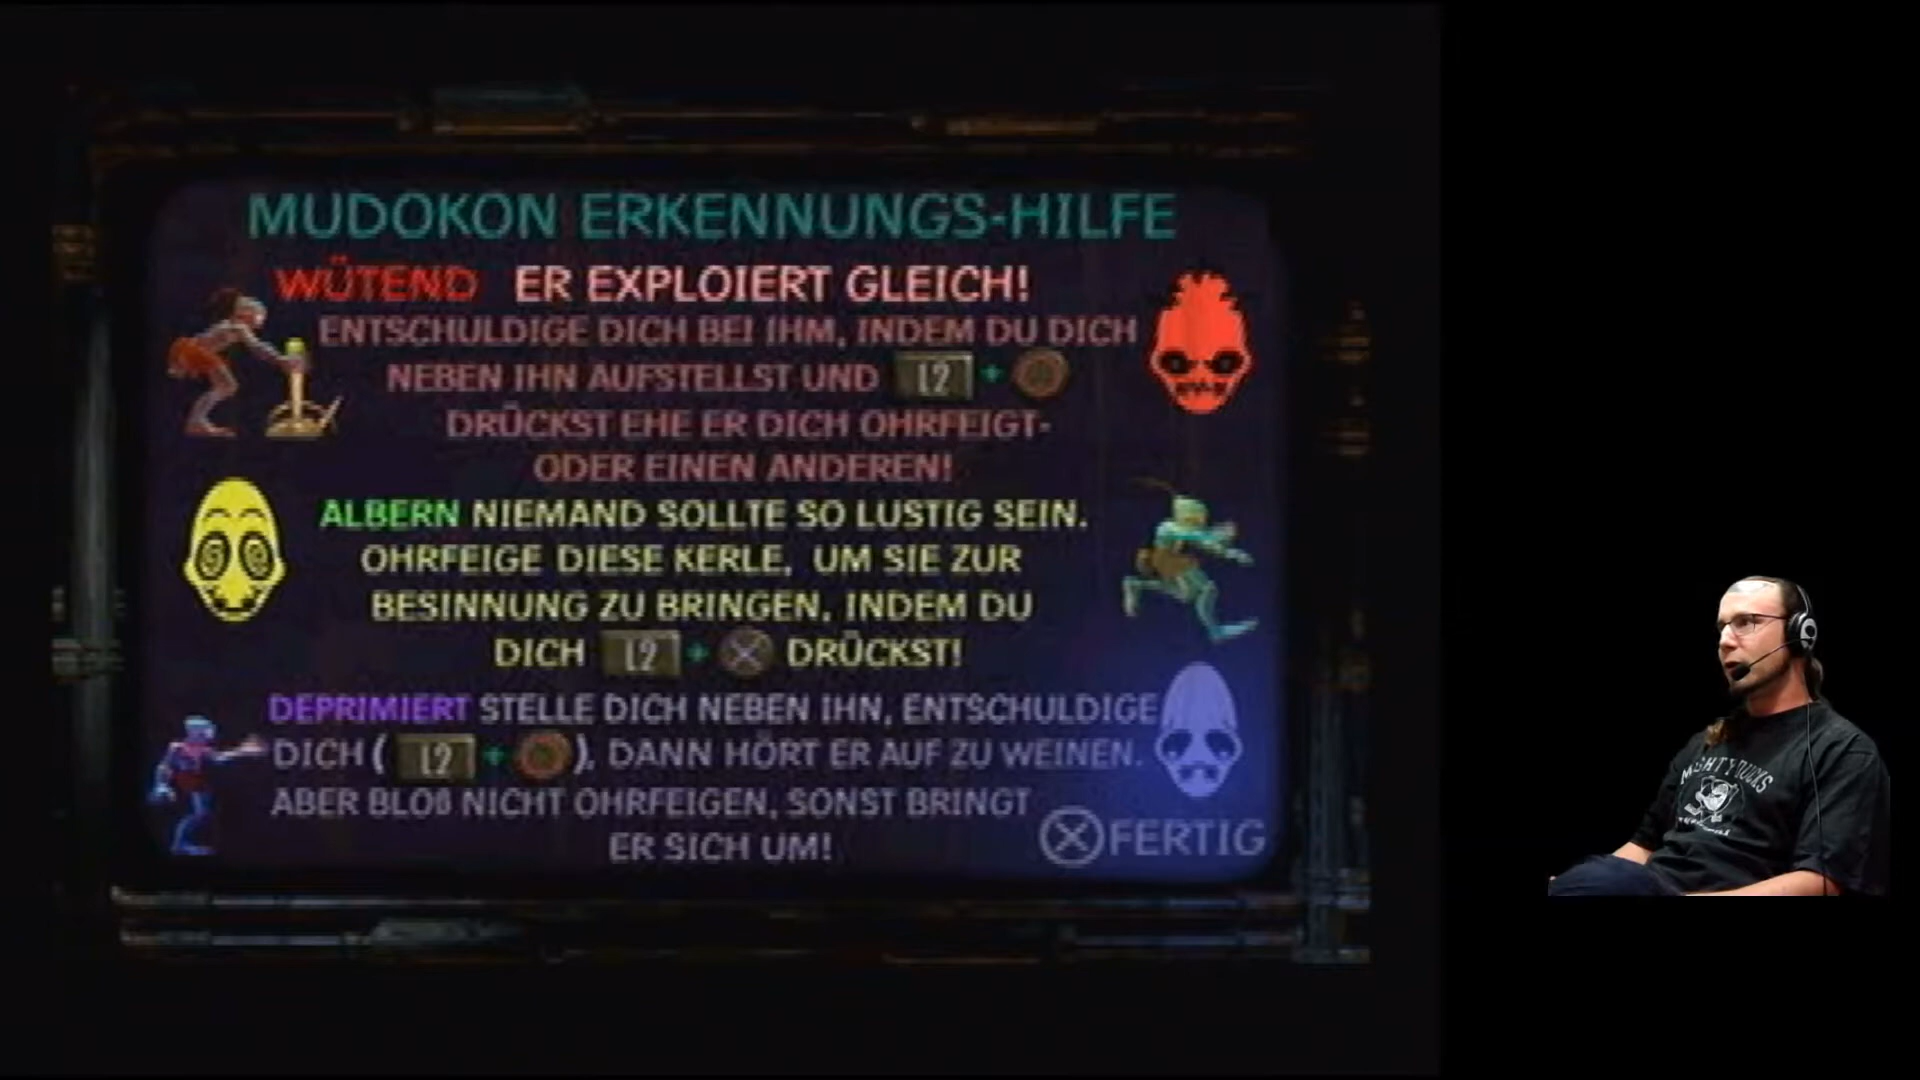 MUDOKON ERKENNUNGS-HILFE
WÜTEND ER EXPLOIERT GLEICH!
ENTSCHULDIGE DICH BEI IHM, INDEM DU DICH
NEBEN IHN AUFSTELLST UND L2 +
DRÜCKST EHE ER DICH OHRFEIGT-
ODER EINEN ANDEREN!
ALBERN NIEMAND SOLLTE SO LUSTIG SEIN.
OHRFEIGE DIESE KERLE, UM SIE ZUR
BESINNUNG ZU BRINGEN, INDEM DU
DICH L2 + X DRÜCKST!
DEPRIMIERT STELLE DICH NEBEN IHN, ENTSCHULDIGE
DICH ( L2 + ), DANN HÖRT ER AUF ZU WEINEN.
ABER BLOß NICHT OHRFEIGEN, SONST BRINGT
ER SICH UM!
X FERTIG
MIGHTY DUCKS